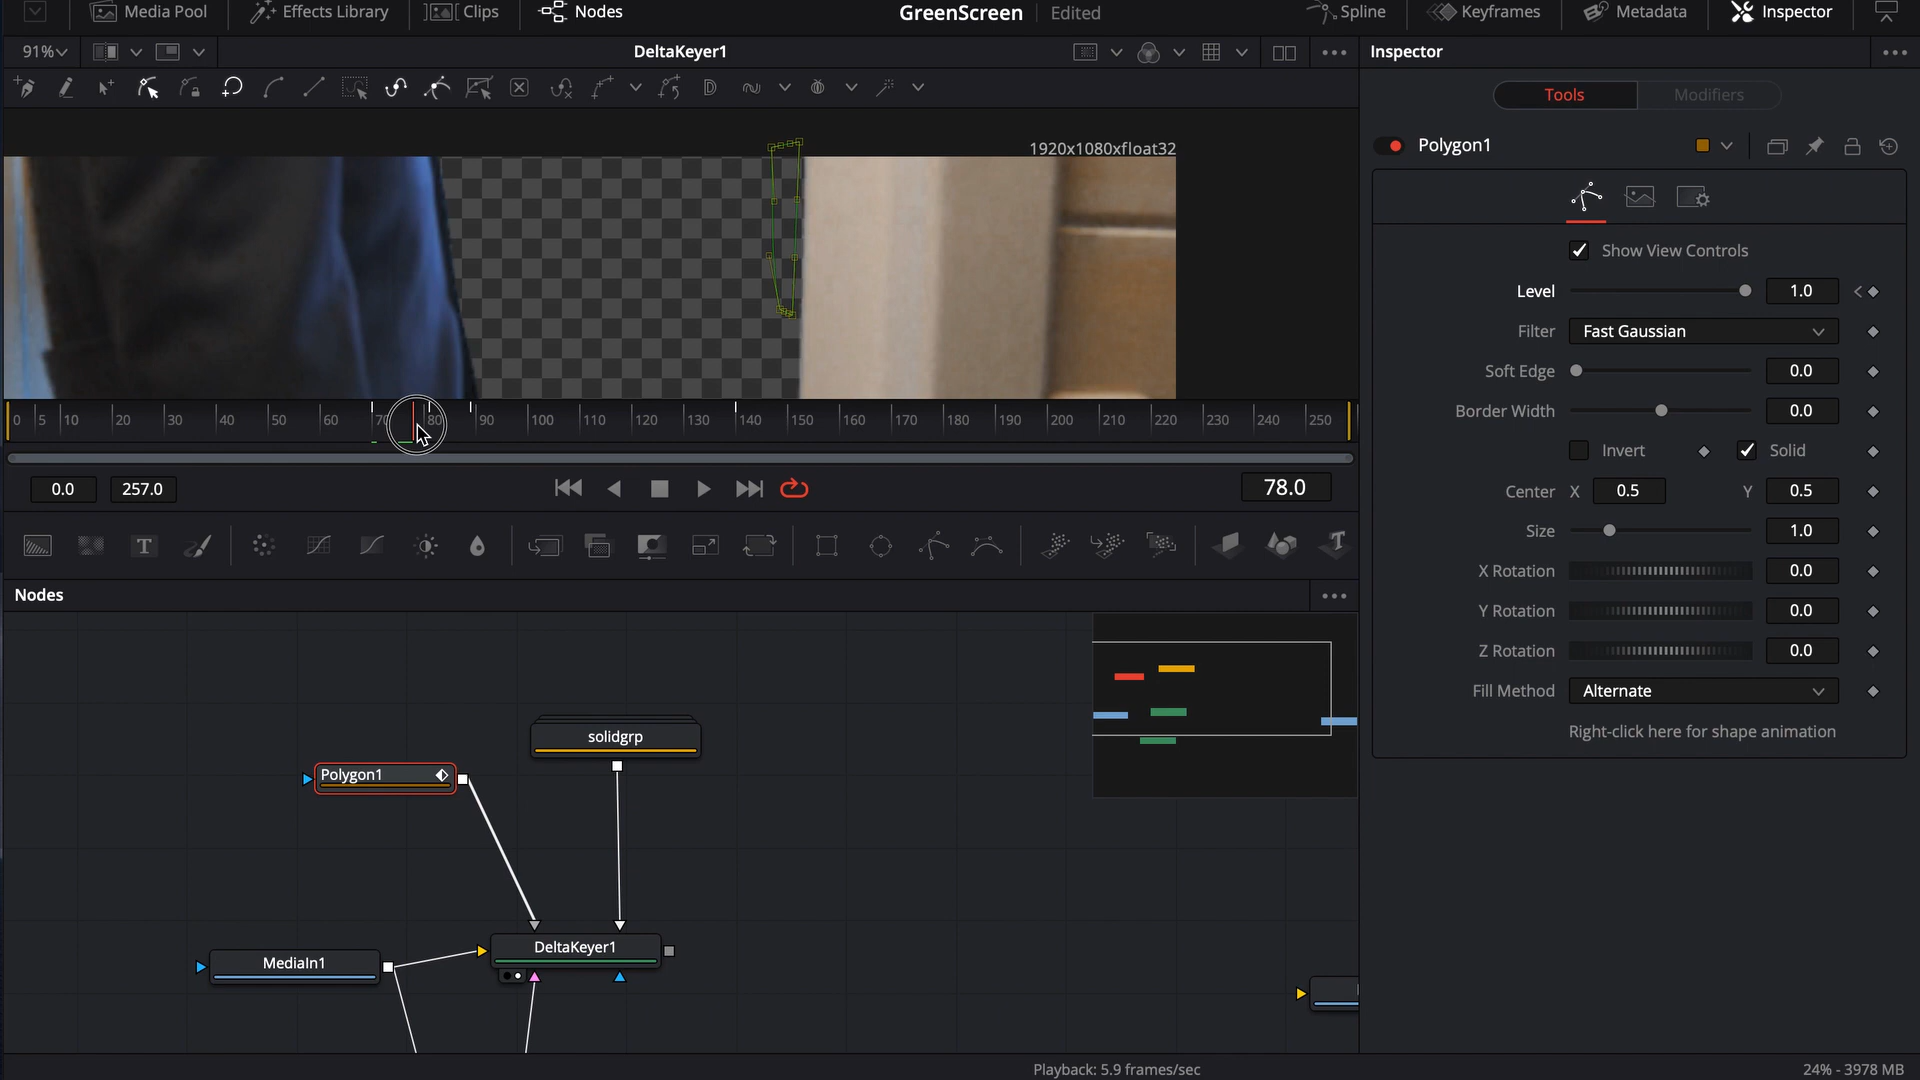 Media Pool Effects Library Clips Nodes GreenScreen Edited Spline Keyframes Metadata Inspector
91% DeltaKeyer1 Inspector
Tools Modifiers
1920x1080xfloat32
Polygon1
Show View Controls
Level 1.0
Filter Fast Gaussian
Soft Edge 0.0
Border Width 0.0
Invert Solid
Center X 0.5 Y 0.5
Size 1.0
X Rotation 0.0
Y Rotation 0.0
Z Rotation 0.0
Fill Method Alternate
Right-click here for shape animation
0 5 10 20 30 40 50 60 70 80 90 100 110 120 130 140 150 160 170 180 190 200 210 220 230 240 250
0.0 257.0 78.0
T
Nodes
solidgrp
Polygon1
DeltaKeyer1
MediaIn1
Playback: 5.9 frames/sec 24% - 3978 MB